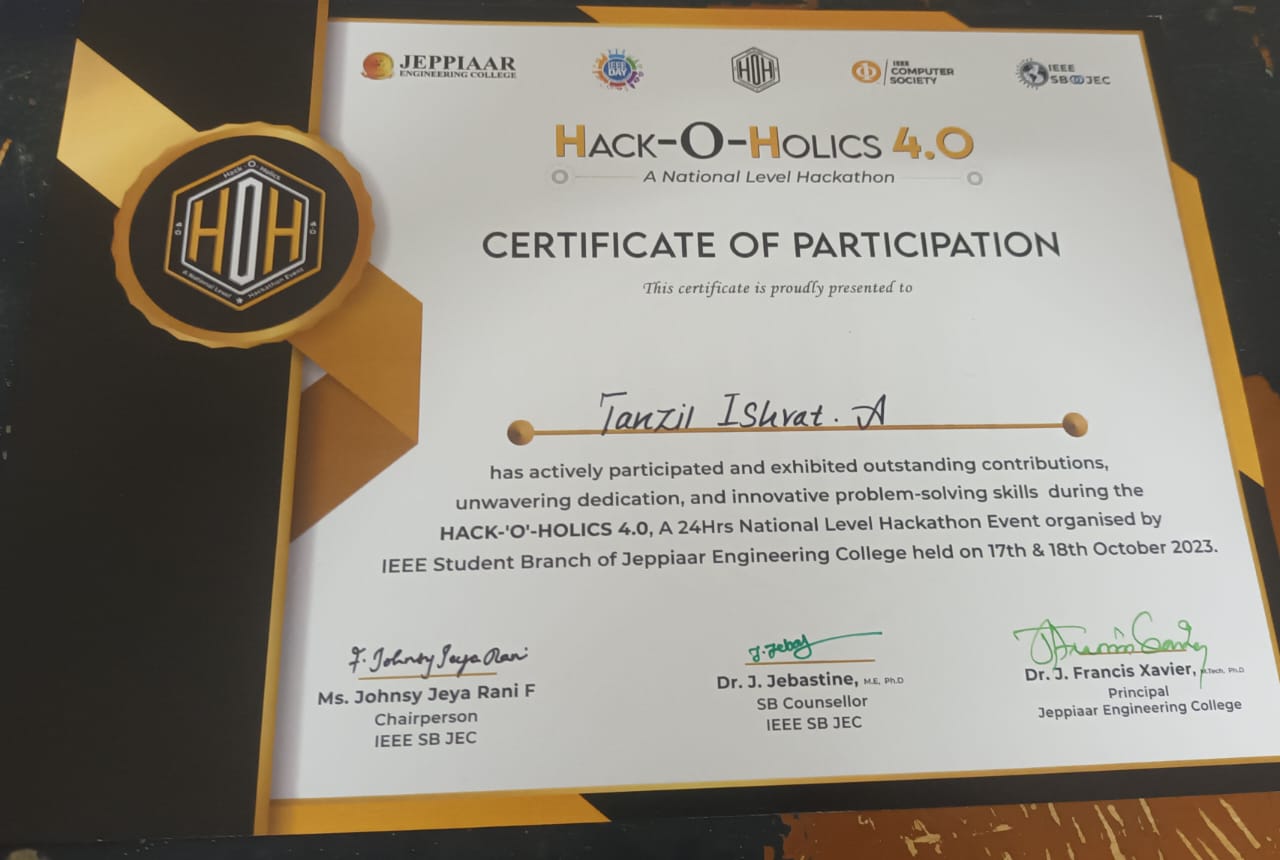 JEPPIAAR
ENGINEERING COLLEGE
IEEE
DAY
HOH
IEEE
COMPUTER
SOCIETY
IEEE
SB JEC
HACK-O-HOLICS 4.0
A National Level Hackathon
Hack-O-Holics
4.0
HOH
4.0
A National Level Hackathon Event
CERTIFICATE OF PARTICIPATION
This certificate is proudly presented to
Tanzil Ishrat. A
has actively participated and exhibited outstanding contributions,
unwavering dedication, and innovative problem-solving skills during the
HACK-'O'-HOLICS 4.0, A 24Hrs National Level Hackathon Event organised by
IEEE Student Branch of Jeppiaar Engineering College held on 17th & 18th October 2023.
F. Johnsy Jeya Rani
Ms. Johnsy Jeya Rani F
Chairperson
IEEE SB JEC
J. Jebas
Dr. J. Jebastine, M.E, Ph.D
SB Counsellor
IEEE SB JEC
Dr. J. Francis Xavier, M.Tech, Ph.D
Principal
Jeppiaar Engineering College